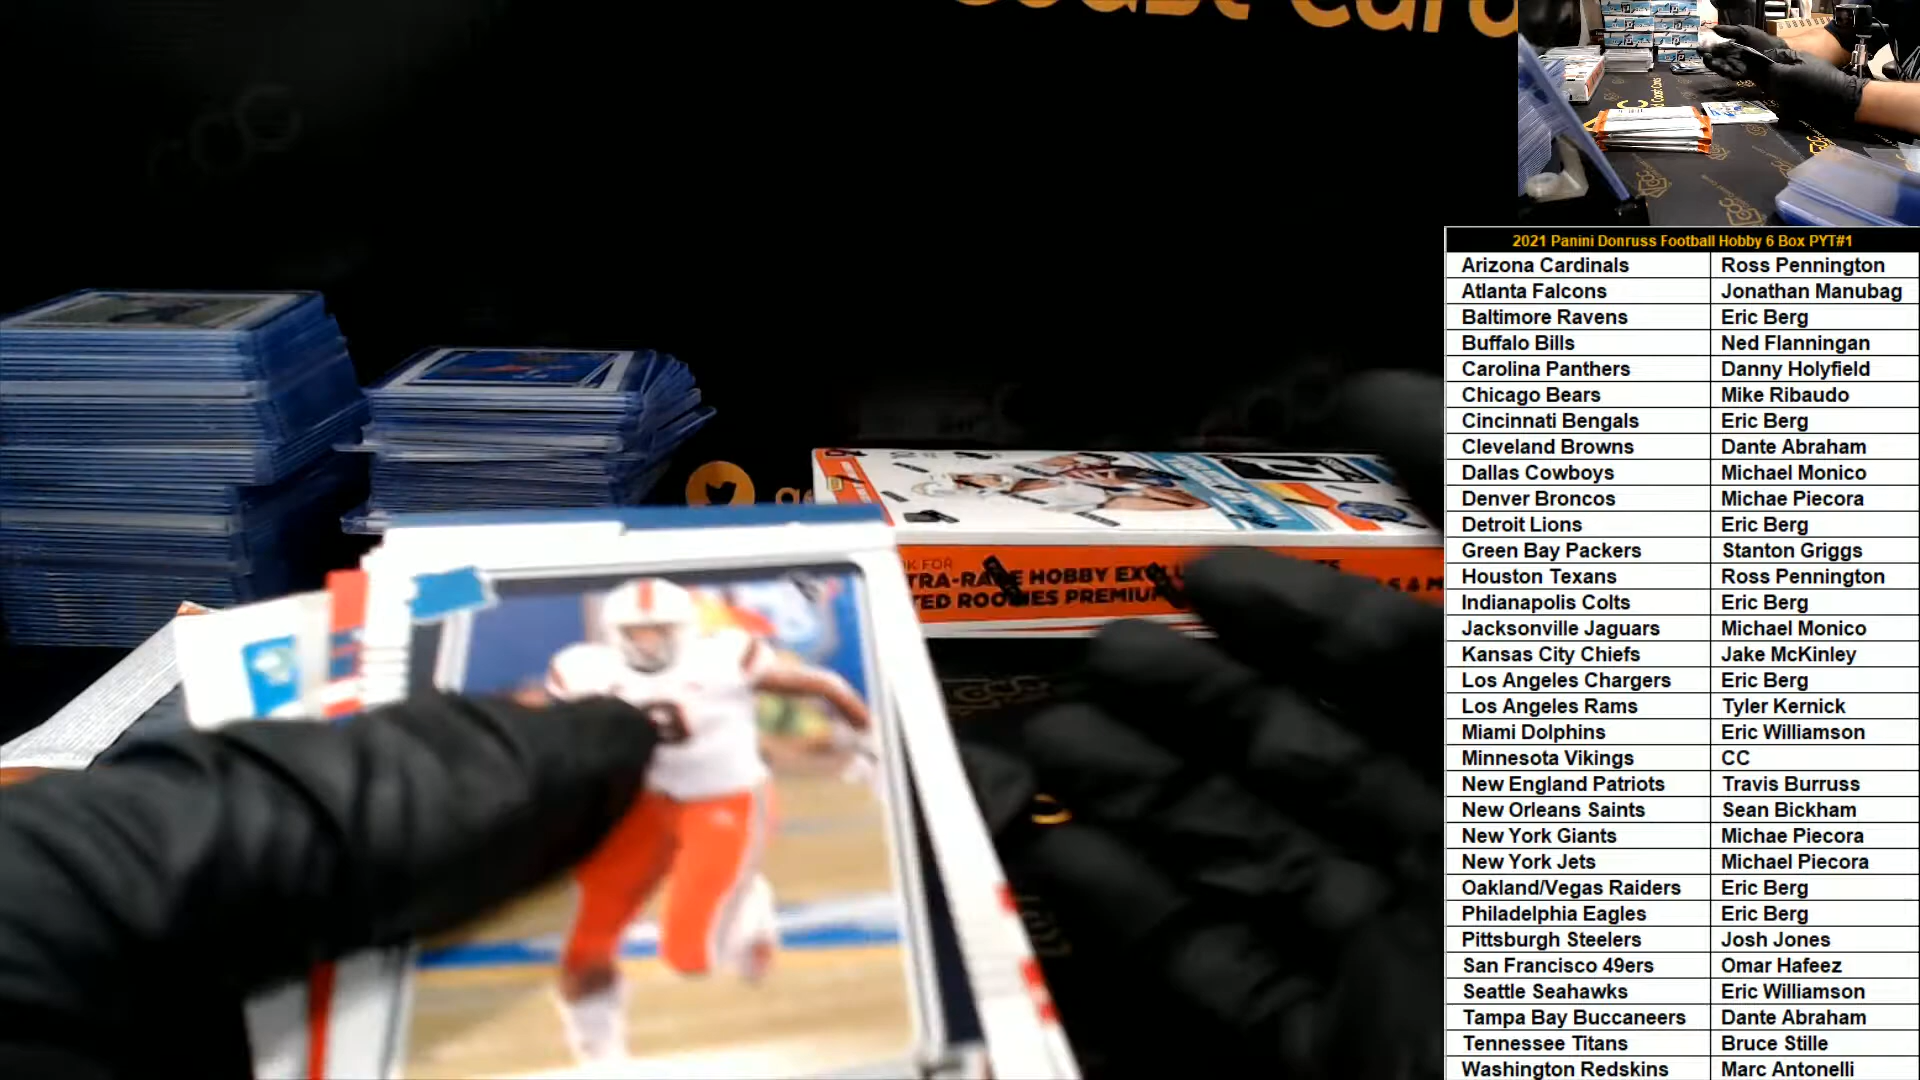 Coast Card
2021 Panini Donruss Football Hobby 6 Box PYT#1
Arizona Cardinals Ross Pennington
Atlanta Falcons Jonathan Manubag
Baltimore Ravens Eric Berg
Buffalo Bills Ned Flanningan
Carolina Panthers Danny Holyfield
Chicago Bears Mike Ribaudo
Cincinnati Bengals Eric Berg
Cleveland Browns Dante Abraham
Dallas Cowboys Michael Monico
Denver Broncos Michae Piecora
Detroit Lions Eric Berg
Green Bay Packers Stanton Griggs
Houston Texans Ross Pennington
Indianapolis Colts Eric Berg
Jacksonville Jaguars Michael Monico
Kansas City Chiefs Jake McKinley
Los Angeles Chargers Eric Berg
Los Angeles Rams Tyler Kernick
Miami Dolphins Eric Williamson
Minnesota Vikings CC
New England Patriots Travis Burruss
New Orleans Saints Sean Bickham
New York Giants Michae Piecora
New York Jets Michael Piecora
Oakland/Vegas Raiders Eric Berg
Philadelphia Eagles Eric Berg
Pittsburgh Steelers Josh Jones
San Francisco 49ers Omar Hafeez
Seattle Seahawks Eric Williamson
Tampa Bay Buccaneers Dante Abraham
Tennessee Titans Bruce Stille
Washington Redskins Marc Antonelli
FOR
HOBBY
ROOKIES PREMIUM